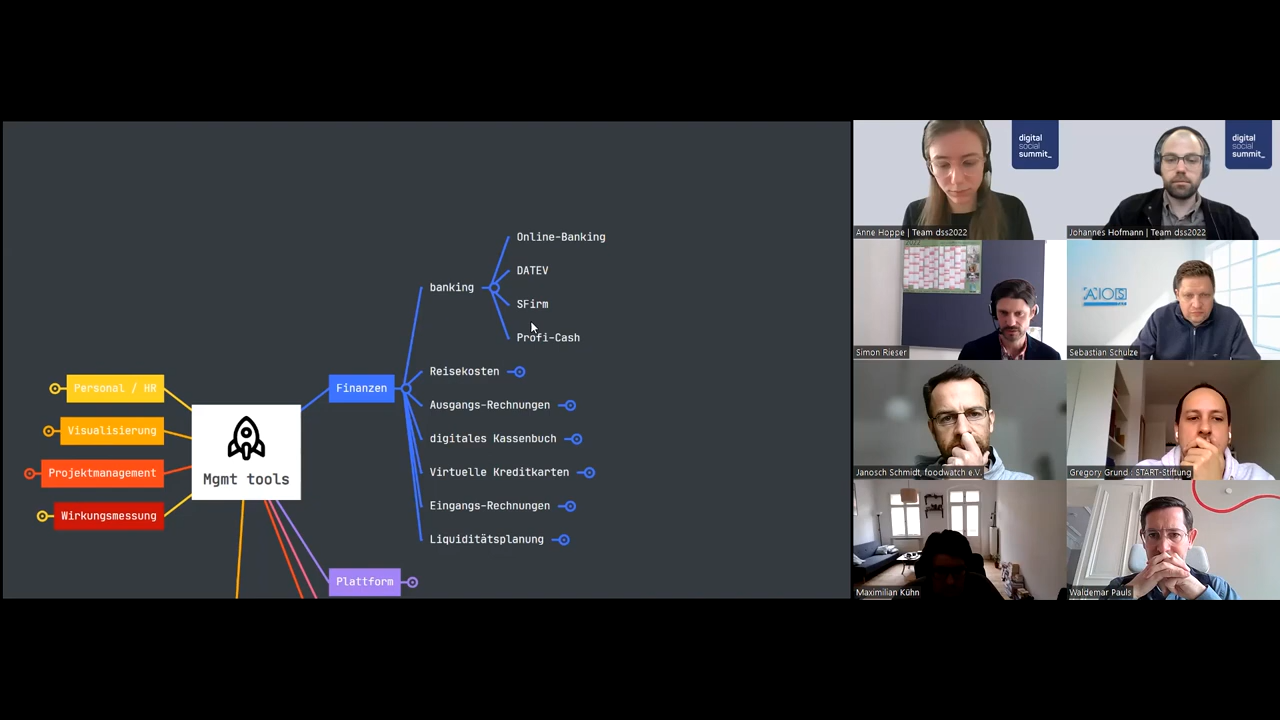 Online-Banking
DATEV
banking
SFirm
Profi-Cash
Reisekosten
Personal / HR
Finanzen
Ausgangs-Rechnungen
Visualisierung
digitales Kassenbuch
Projektmanagement
Mgmt tools
Virtuelle Kreditkarten
Eingangs-Rechnungen
Wirkungsmessung
Liquiditätsplanung
Plattform
digital
social
summit_
Anne Hoppe | Team dss2022
digital
social
summit_
Johannes Hofmann | Team dss2022
Simon Rieser
AIOS
Sebastian Schulze
Janosch Schmidt, foodwatch e.V.
Gregory Grund : START-Stiftung
Maximilian Kühn
Waldemar Pauls